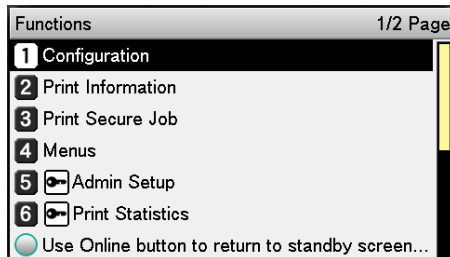 Functions 1/2 Page
1 Configuration
2 Print Information
3 Print Secure Job
4 Menus
5 Admin Setup
6 Print Statistics
Use Online button to return to standby screen...